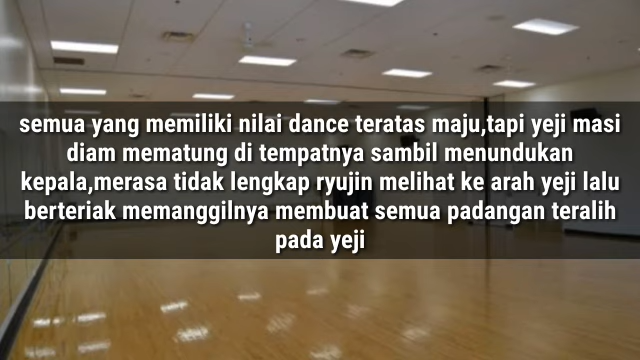 semua yang memiliki nilai dance teratas maju,tapi yeji masi
diam mematung di tempatnya sambil menundukan
kepala,merasa tidak lengkap ryujin melihat ke arah yeji lalu
berteriak memanggilnya membuat semua padangan teralih
pada yeji